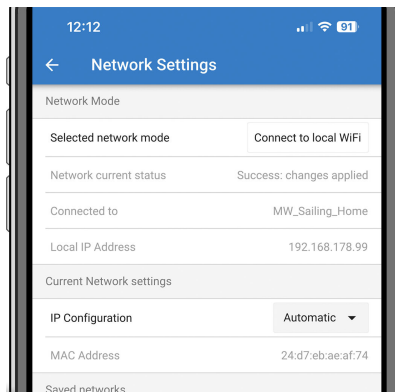 12:12
91
Network Settings
Network Mode
Selected network mode Connect to local WiFi
Network current status Success: changes applied
Connected to MW_Sailing_Home
Local IP Address 192.168.178.99
Current Network settings
IP Configuration Automatic
MAC Address 24:d7:eb:ae:af:74
Saved networks